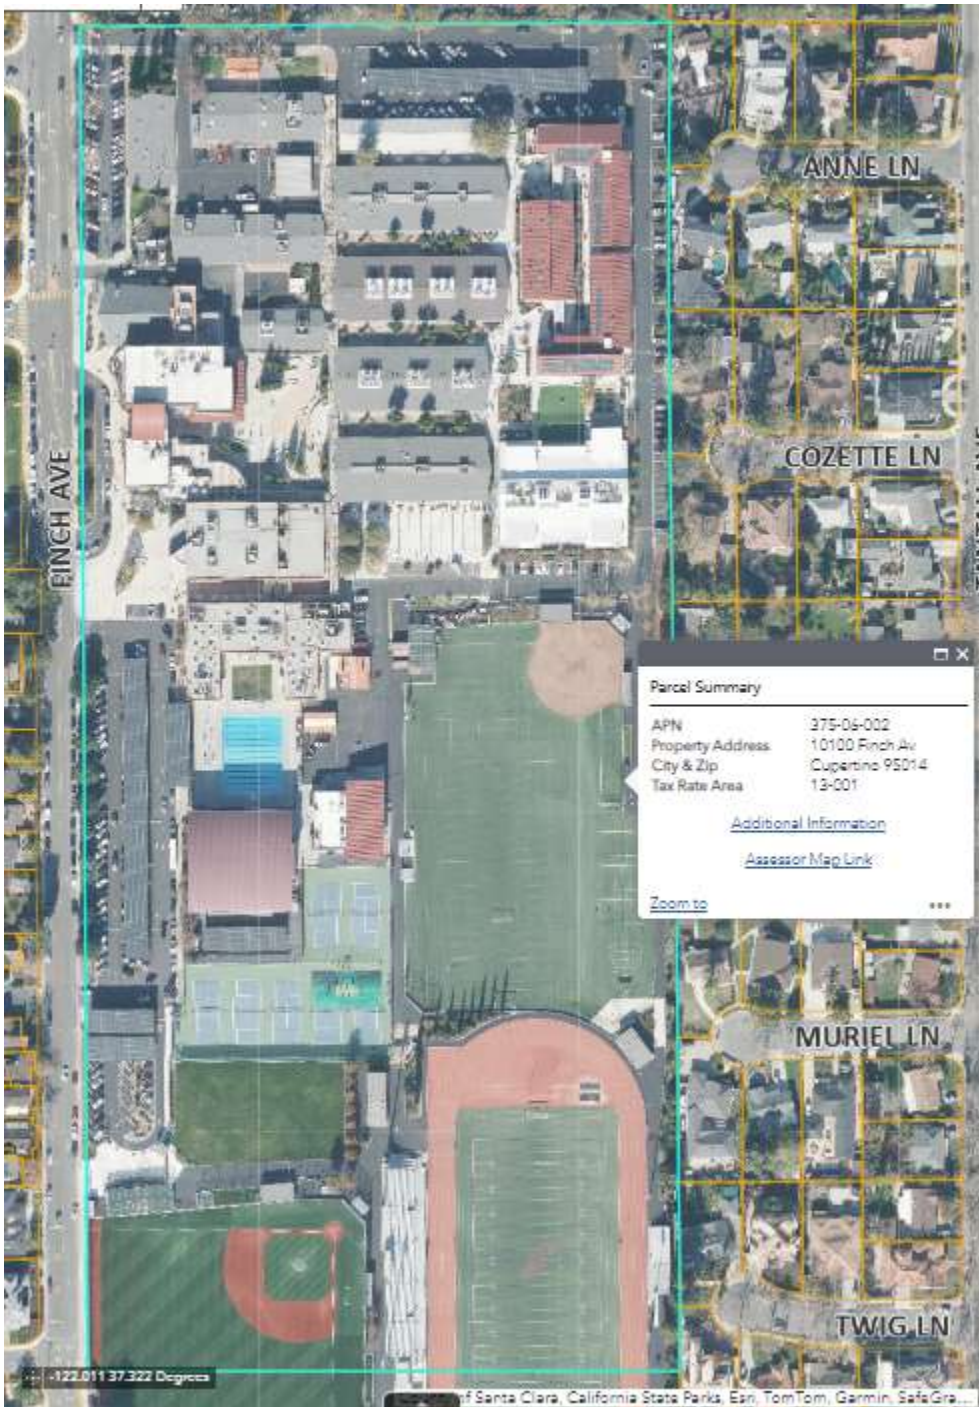 ANNE LN
COZETTE LN
FINCH AVE
Parcel Summary
APN 375-06-002
Property Address 10100 Finch Av
City & Zip Cupertino 95014
Tax Rate Area 13-001
Additional Information
Assessor Map Link
Zoom to
MURIEL LN
TWIG LN
-122.011 37.322 Degrees
of Santa Clara, California State Parks, Esri, TomTom, Garmin, SafeGra...